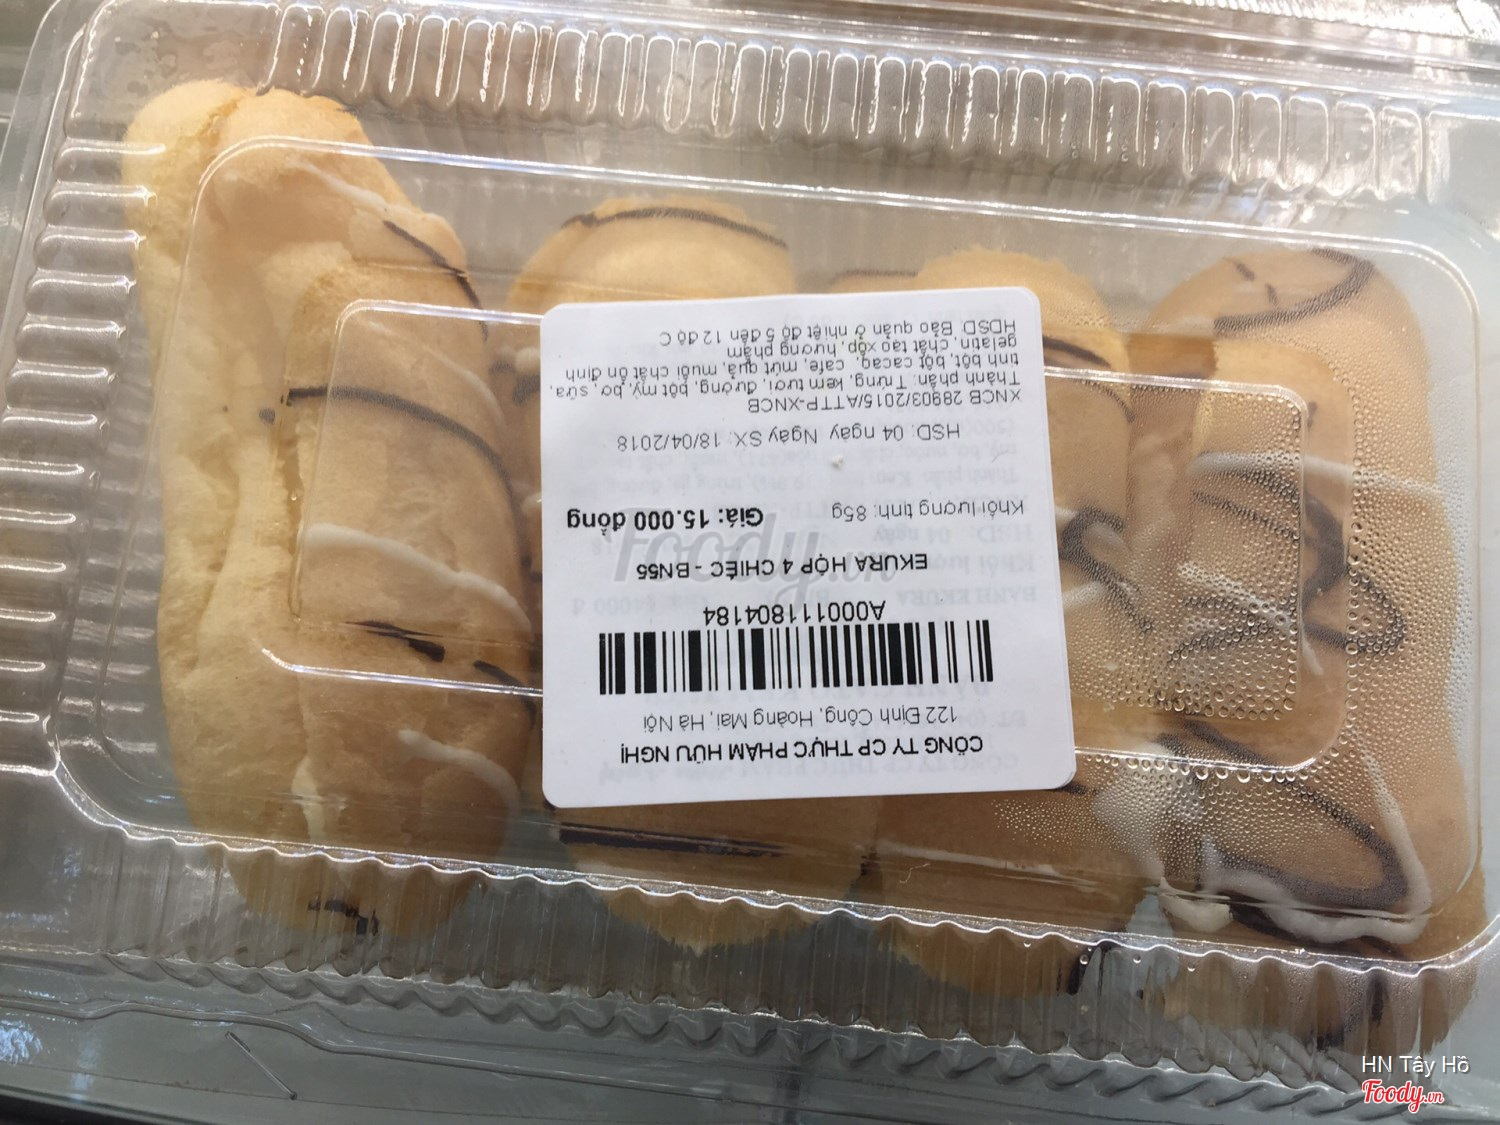 CÔNG TY CP THỰC PHẨM HỮU NGHỊ
122 Định Công, Hoàng Mai, Hà Nội
A000111804184
EKURA HỘP 4 CHIẾC - BN55
Khối lượng tịnh: 85g Giá: 15.000 đồng
HSD: 04 ngày Ngày SX: 18/04/2018
XNCB 28903/2015/ATTP-XNCB
Thành phần: Trứng, kem tươi, đường, bột mỳ, bơ, sữa,
tinh bột, bột cacao, cafe, mứt quả, muối, chất ổn định
gelatin, chất tạo xốp, hương phẩm
HDSD: Bảo quản ở nhiệt độ 5 đến 12 độ C
Foody.vn
HN Tây Hồ
Foody.vn